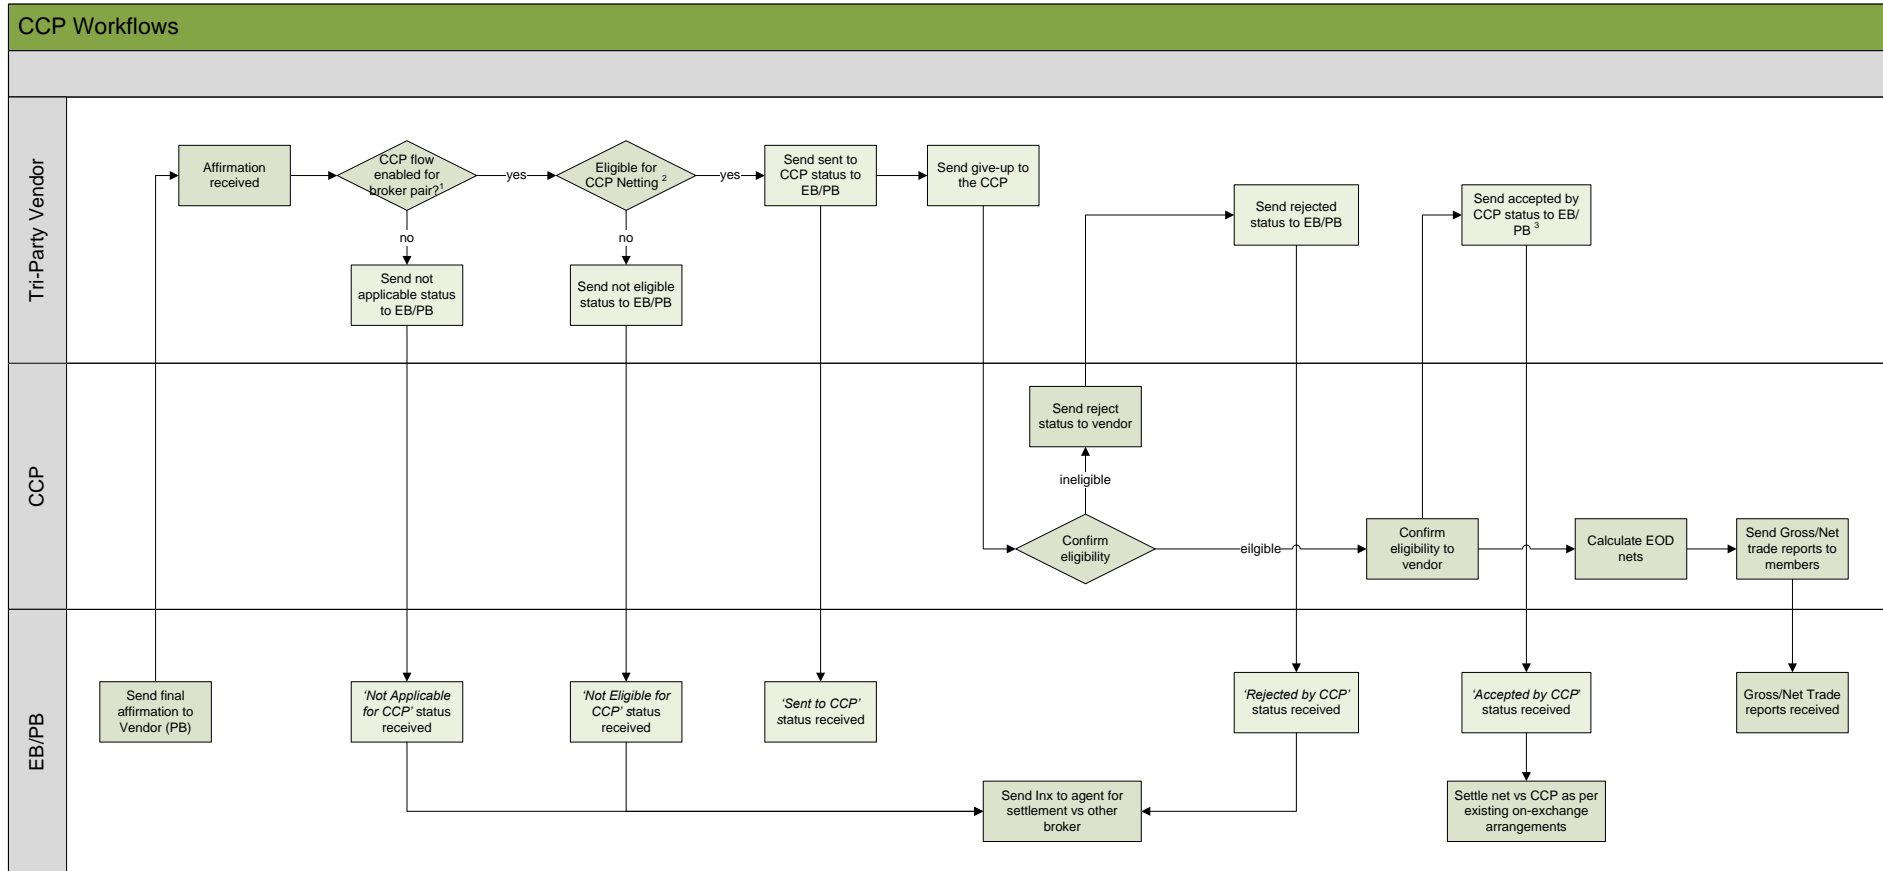 CCP Workflows
Tri-Party Vendor
Affirmation
received
CCP flow
enabled for
broker pair?1
yes
Eligible for
CCP Netting 2
yes
Send sent to
CCP status to
EB/PB
Send give-up to
the CCP
no
no
Send not
applicable status
to EB/PB
Send not eligible
status to EB/PB
Send rejected
status to EB/PB
Send accepted by
CCP status to EB/
PB 3
CCP
Send reject
status to vendor
ineligible
Confirm
eligibility
eilgible
Confirm
eligibility to
vendor
Calculate EOD
nets
Send Gross/Net
trade reports to
members
EB/PB
Send final
affirmation to
Vendor (PB)
‘Not Applicable
for CCP’ status
received
‘Not Eligible for
CCP’ status
received
‘Sent to CCP’
status received
‘Rejected by CCP’
status received
‘Accepted by CCP’
status received
Gross/Net Trade
reports received
Send Inx to agent for
settlement vs other
broker
Settle net vs CCP as per
existing on-exchange
arrangements